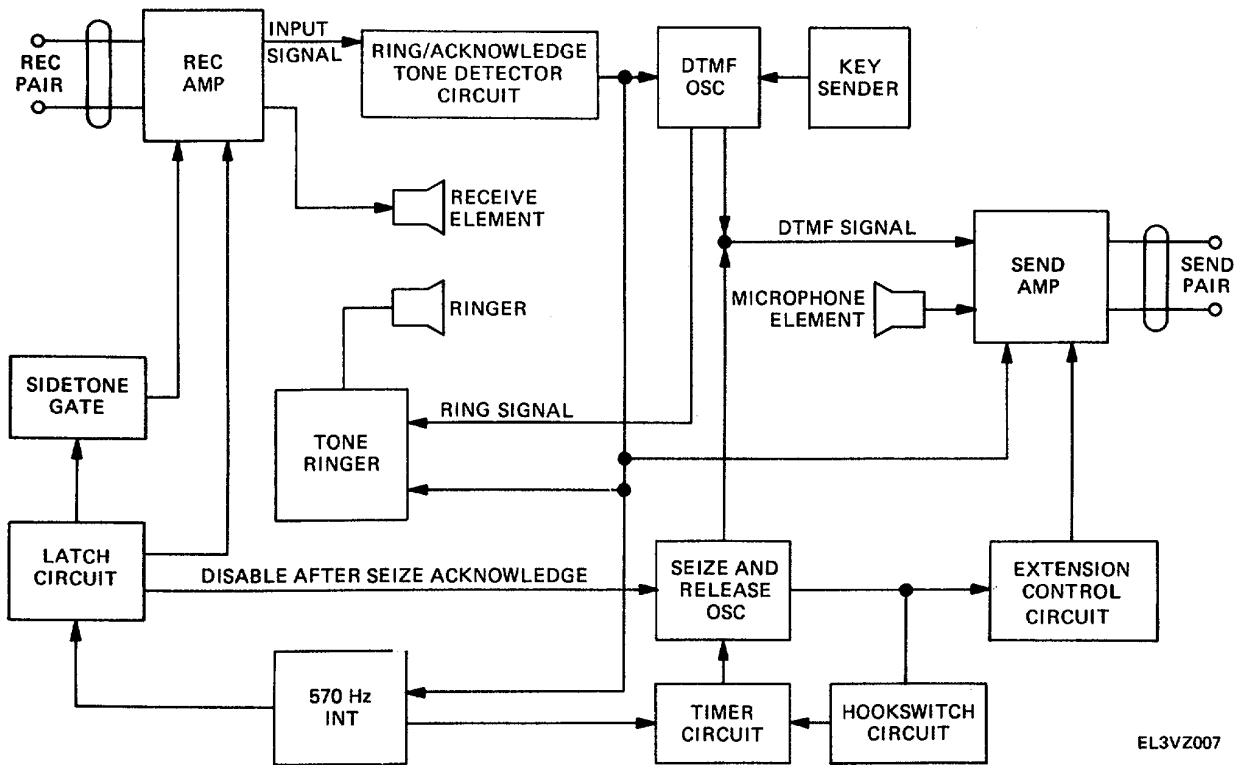 REC
PAIR
REC
AMP
INPUT
SIGNAL
RING/ACKNOWLEDGE
TONE DETECTOR
CIRCUIT
DTMF
OSC
KEY
SENDER
RECEIVE
ELEMENT
DTMF SIGNAL
SEND
AMP
SEND
PAIR
MICROPHONE
ELEMENT
RINGER
SIDETONE
GATE
TONE
RINGER
RING SIGNAL
LATCH
CIRCUIT
DISABLE AFTER SEIZE ACKNOWLEDGE
SEIZE AND
RELEASE
OSC
EXTENSION
CONTROL
CIRCUIT
570 Hz
INT
TIMER
CIRCUIT
HOOKSWITCH
CIRCUIT
EL3VZ007